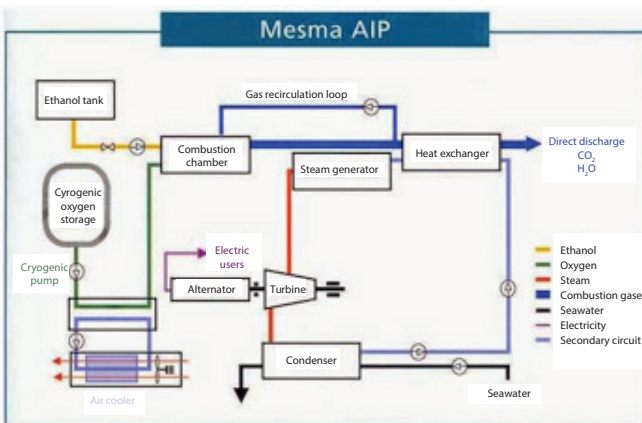 Mesma AIP
Ethanol tank
Gas recirculation loop
Combustion
chamber
Heat exchanger
Direct discharge
CO₂
H₂O
Steam generator
Cyrogenic
oxygen
storage
Cryogenic
pump
Electric
users
Alternator
Turbine
Condenser
Seawater
Air cooler
Ethanol
Oxygen
Steam
Combustion gase
Seawater
Electricity
Secondary circuit